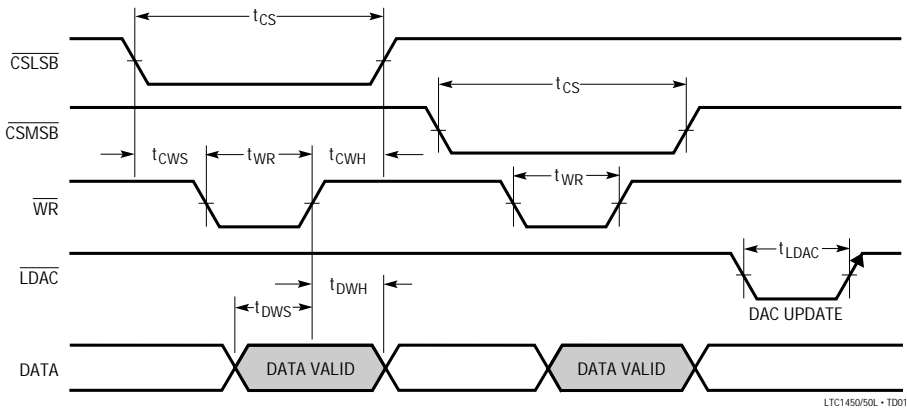 tCS
CSLSB
tCS
CSMSB
tCWS tWR tCWH
tWR
WR
LDAC
tLDAC
tDWH
tDWS
DAC UPDATE
DATA DATA VALID DATA VALID
LTC1450/50L • TD01